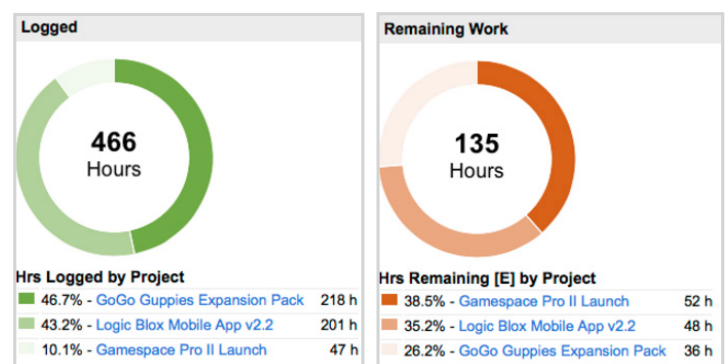 Logged
466
Hours
Hrs Logged by Project
46.7% - GoGo Guppies Expansion Pack 218 h
43.2% - Logic Blox Mobile App v2.2 201 h
10.1% - Gamespace Pro II Launch 47 h
Remaining Work
135
Hours
Hrs Remaining [E] by Project
38.5% - Gamespace Pro II Launch 52 h
35.2% - Logic Blox Mobile App v2.2 48 h
26.2% - GoGo Guppies Expansion Pack 36 h